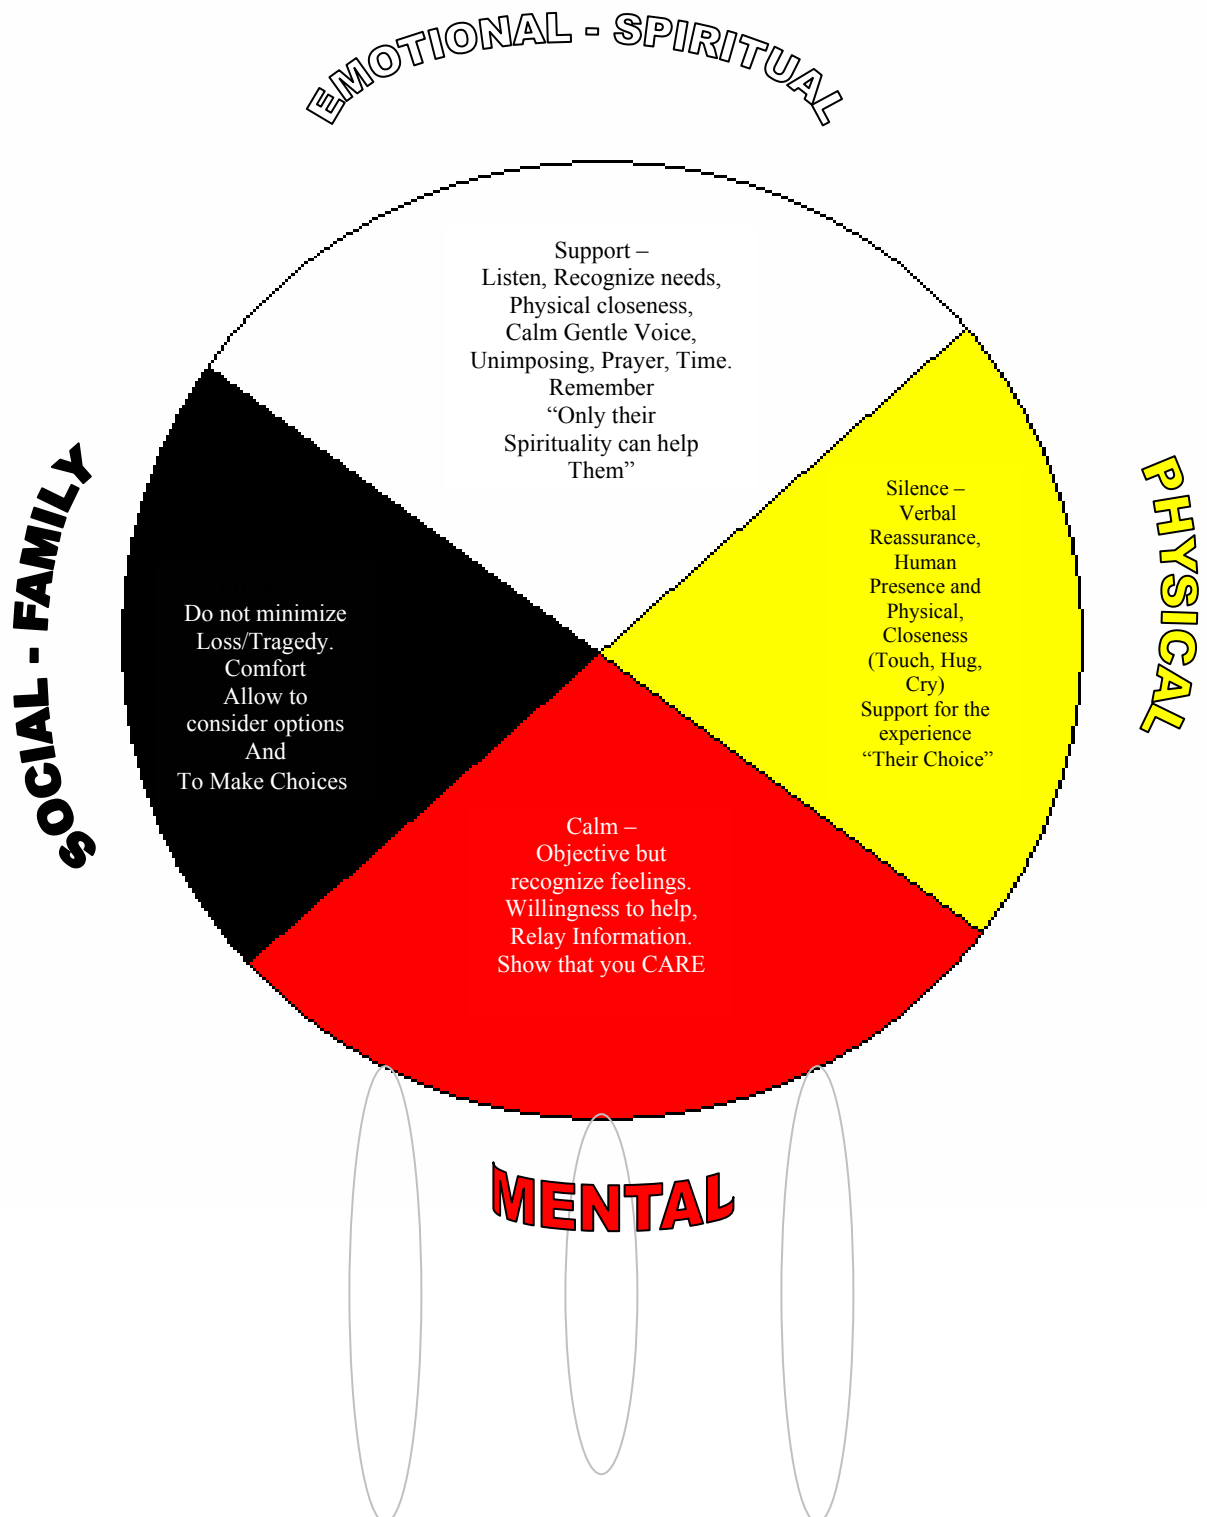 EMOTIONAL - SPIRITUAL
Support –
Listen, Recognize needs,
Physical closeness,
Calm Gentle Voice,
Unimposing, Prayer, Time.
Remember
“Only their
Spirituality can help
Them”
SOCIAL - FAMILY
Do not minimize
Loss/Tragedy.
Comfort
Allow to
consider options
And
To Make Choices
PHYSICAL
Silence –
Verbal
Reassurance,
Human
Presence and
Physical,
Closeness
(Touch, Hug,
Cry)
Support for the
experience
“Their Choice”
Calm –
Objective but
recognize feelings.
Willingness to help,
Relay Information.
Show that you CARE
MENTAL